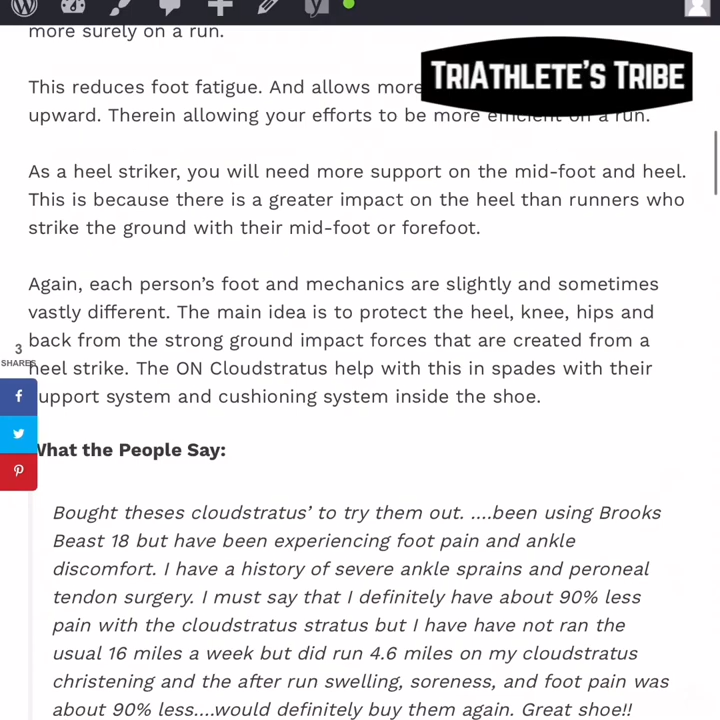 more surely on a run.
TRIATHLETE'S TRIBE
This reduces foot fatigue. And allows more
upward. Therein allowing your efforts to be more efficient on a run.
As a heel striker, you will need more support on the mid-foot and heel.
This is because there is a greater impact on the heel than runners who
strike the ground with their mid-foot or forefoot.
Again, each person's foot and mechanics are slightly and sometimes
vastly different. The main idea is to protect the heel, knee, hips and
back from the strong ground impact forces that are created from a
heel strike. The ON Cloudstratus help with this in spades with their
support system and cushioning system inside the shoe.
3
SHARES
What the People Say:
Bought theses cloudstratus' to try them out. ....been using Brooks
Beast 18 but have been experiencing foot pain and ankle
discomfort. I have a history of severe ankle sprains and peroneal
tendon surgery. I must say that I definitely have about 90% less
pain with the cloudstratus stratus but I have have not ran the
usual 16 miles a week but did run 4.6 miles on my cloudstratus
christening and the after run swelling, soreness, and foot pain was
about 90% less....would definitely buy them again. Great shoe!!